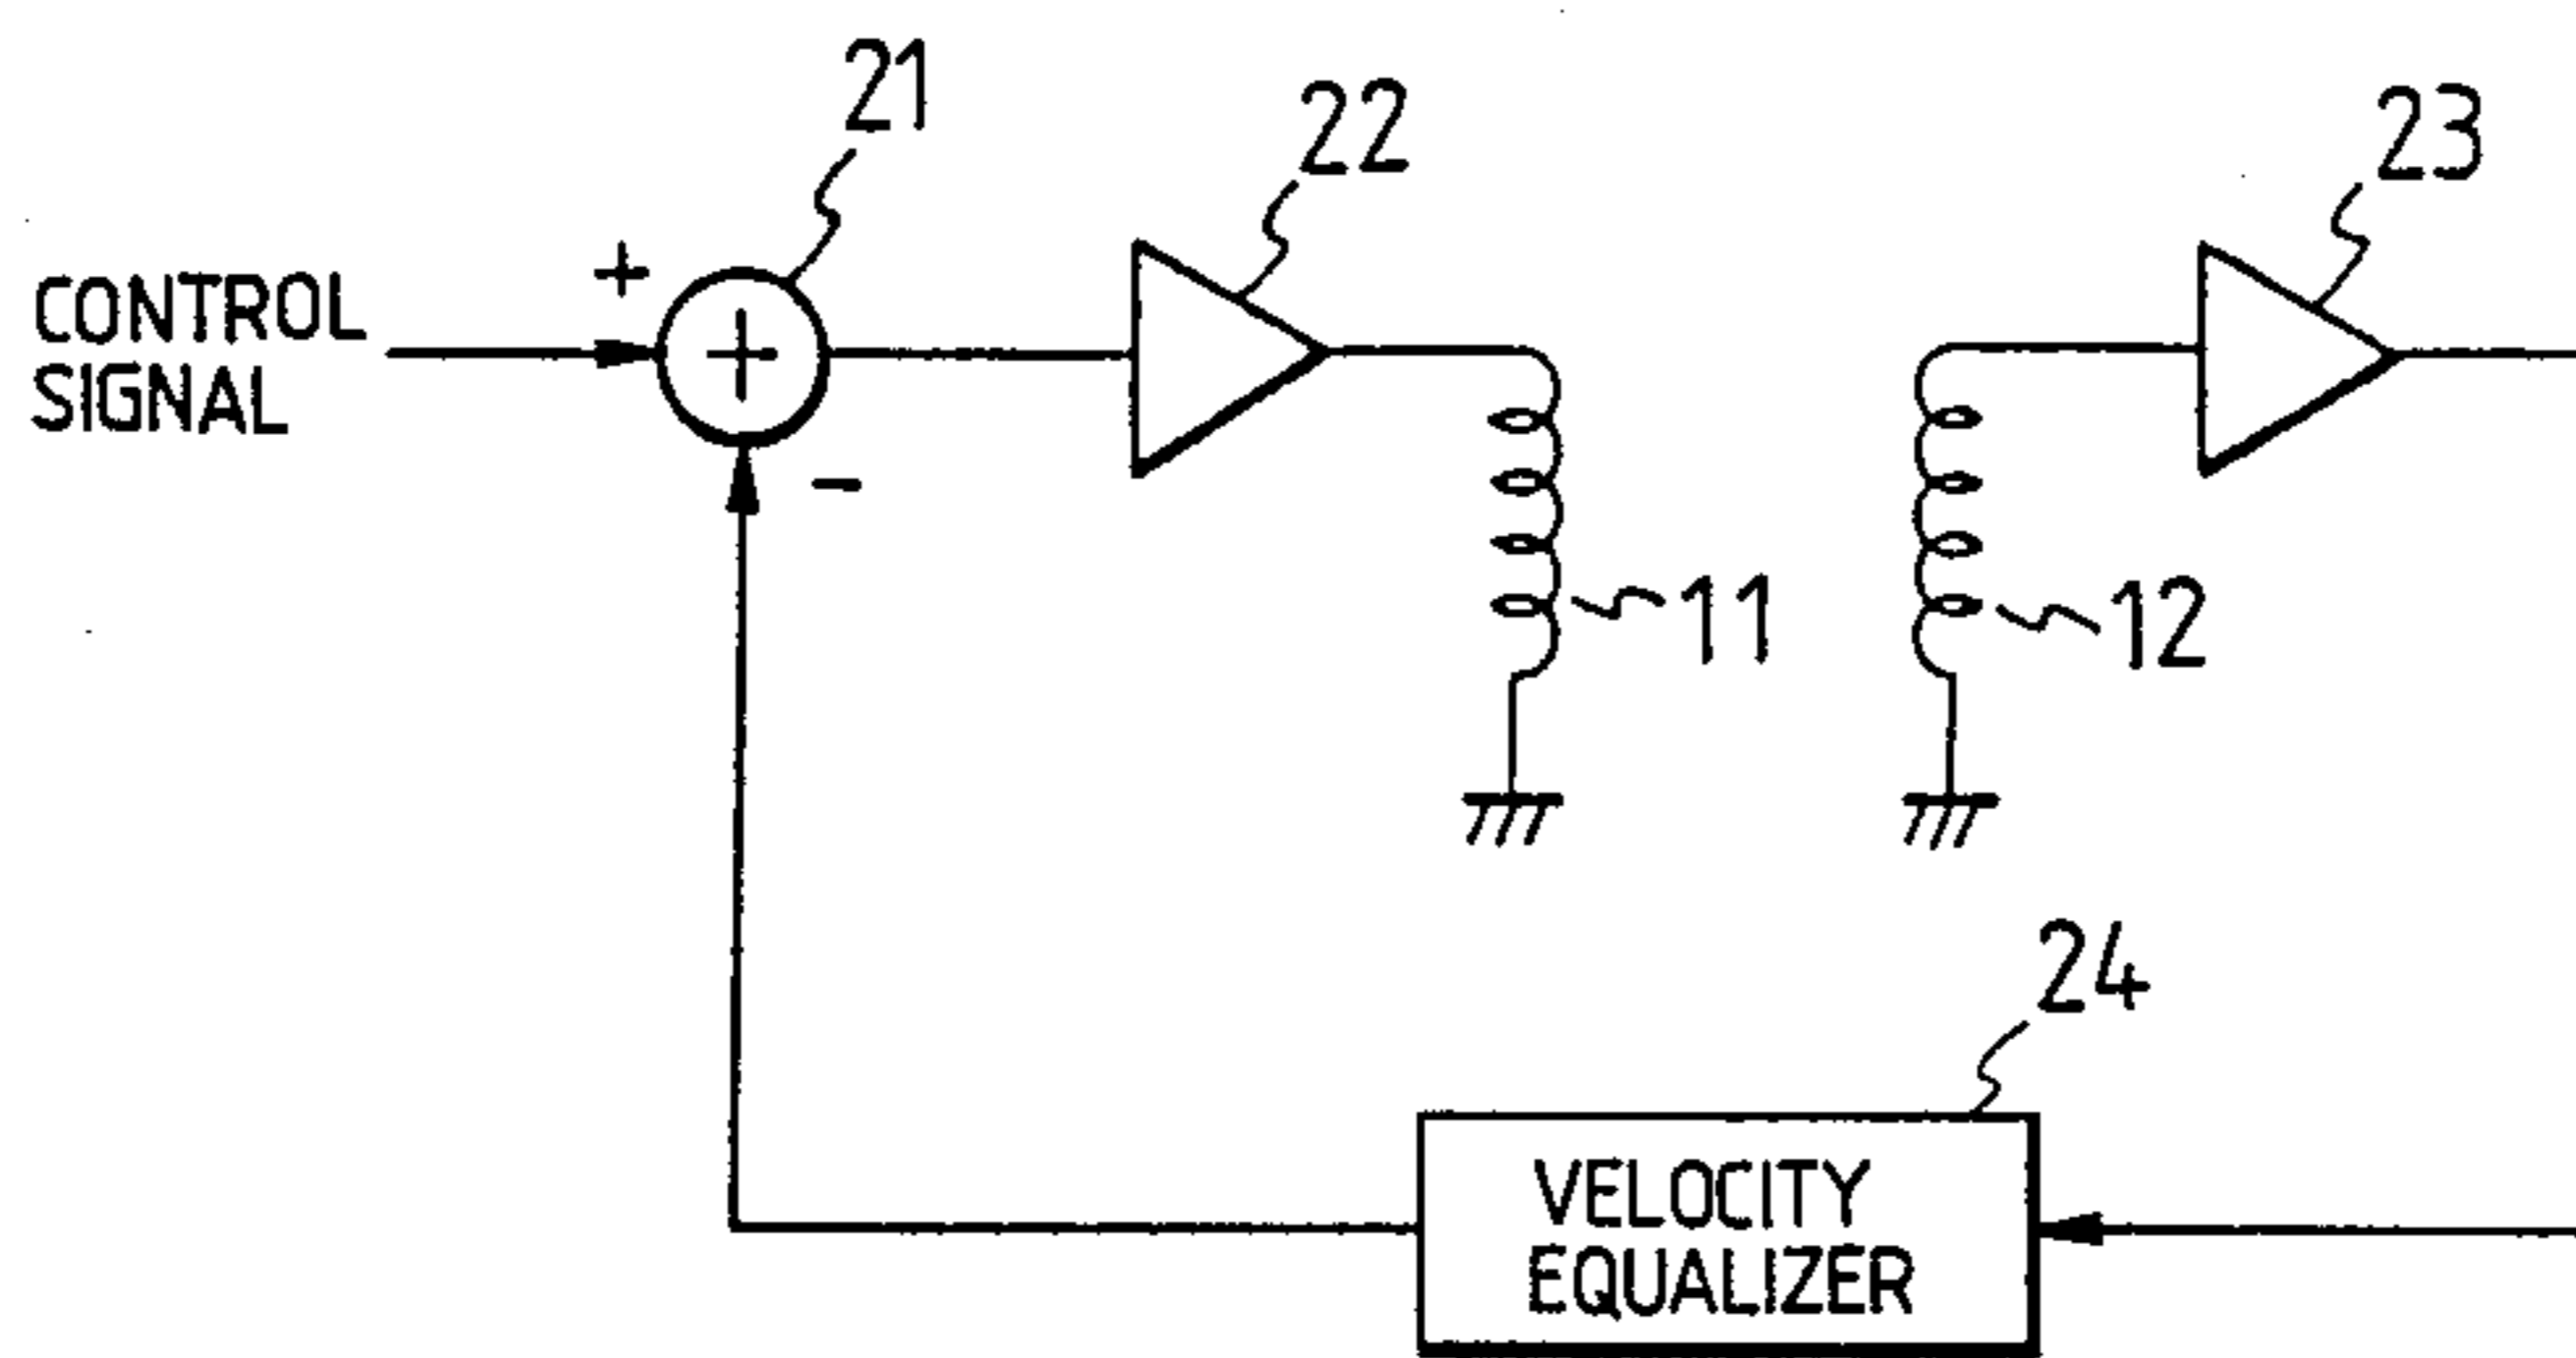 21
22
23
+
CONTROL
SIGNAL
+
-
11
12
24
VELOCITY
EQUALIZER